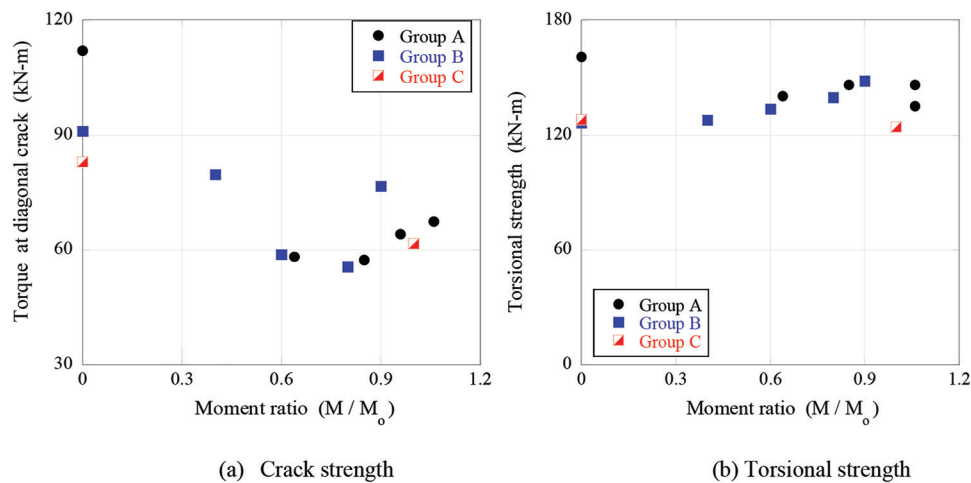 120
90
60
30
Torque at diagonal crack (kN-m)
Group A
Group B
Group C
0
0.3
0.6
0.9
1.2
Moment ratio (M / Mo)
(a) Crack strength
180
120
60
0
Torsional strength (kN-m)
Group A
Group B
Group C
0
0.3
0.6
0.9
1.2
Moment ratio (M / Mo)
(b) Torsional strength